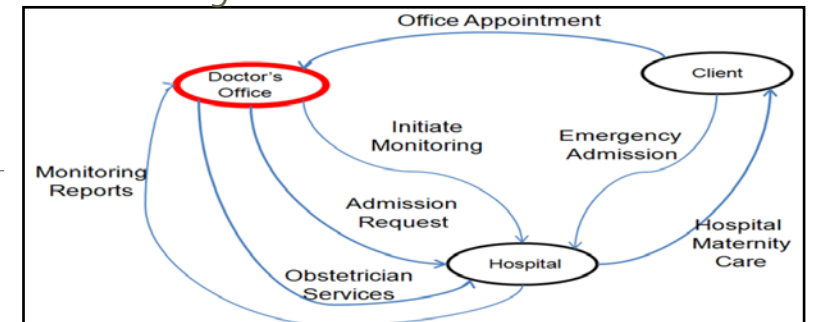 Office Appointment
Doctor's
Office
Client
Initiate
Monitoring
Emergency
Admission
Monitoring
Reports
Admission
Request
Hospital
Maternity
Care
Hospital
Obstetrician
Services